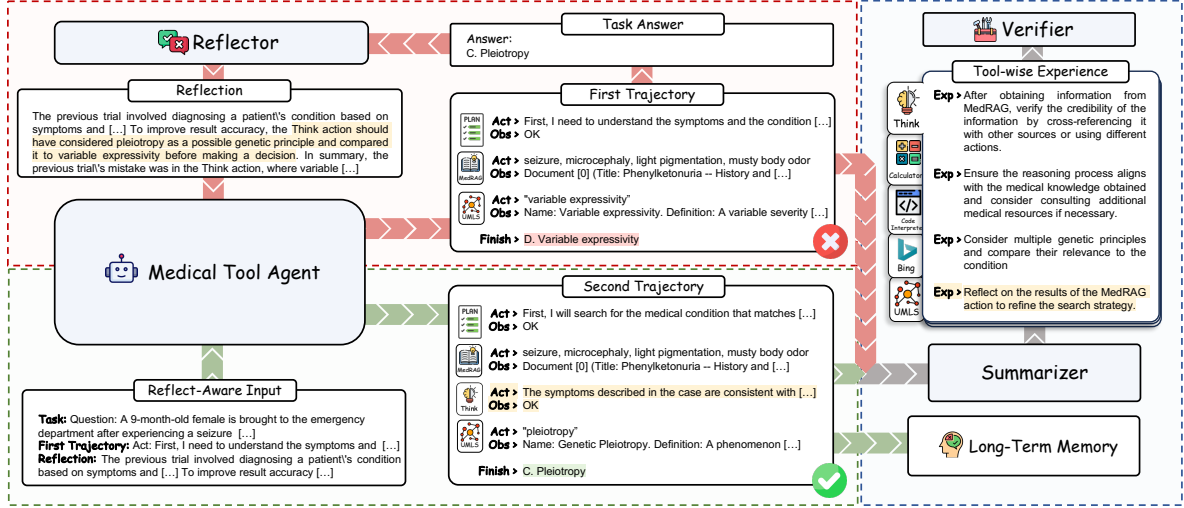 Reflector
Reflection
The previous trial involved diagnosing a patient\'s condition based on
symptoms and [...] To improve result accuracy, the Think action should
have considered pleiotropy as a possible genetic principle and compared
it to variable expressivity before making a decision. In summary, the
previous trial\'s mistake was in the Think action, where variable [...]
Medical Tool Agent
Reflect-Aware Input
Task: Question: A 9-month-old female is brought to the emergency
department after experiencing a seizure [...]
First Trajectory: Act: First, I need to understand the symptoms and [...]
Reflection: The previous trial involved diagnosing a patient\'s condition
based on symptoms and [...] To improve result accuracy [...]
Task Answer
Answer:
C. Pleiotropy
First Trajectory
PLAN
Act > First, I need to understand the symptoms and the condition [...]
Obs > OK
MedRAG
Act > seizure, microcephaly, light pigmentation, musty body odor
Obs > Document [0] (Title: Phenylketonuria -- History and [...]
UMLS
Act > "variable expressivity"
Obs > Name: Variable expressivity. Definition: A variable severity [...]
Finish > D. Variable expressivity
Second Trajectory
PLAN
Act > First, I will search for the medical condition that matches [...]
Obs > OK
MedRAG
Act > seizure, microcephaly, light pigmentation, musty body odor
Obs > Document [0] (Title: Phenylketonuria -- History and [...]
Think
Act > The symptoms described in the case are consistent with [...]
Obs > OK
UMLS
Act > "pleiotropy"
Obs > Name: Genetic Pleiotropy. Definition: A phenomenon [...]
Finish > C. Pleiotropy
Verifier
Tool-wise Experience
Think
Calculator
Code
Interpreter
Bing
UMLS
Exp > After obtaining information from
MedRAG, verify the credibility of the
information by cross-referencing it
with other sources or using different
actions.
Exp > Ensure the reasoning process aligns
with the medical knowledge obtained
and consider consulting additional
medical resources if necessary.
Exp > Consider multiple genetic principles
and compare their relevance to the
condition
Exp > Reflect on the results of the MedRAG
action to refine the search strategy.
Summarizer
Long-Term Memory